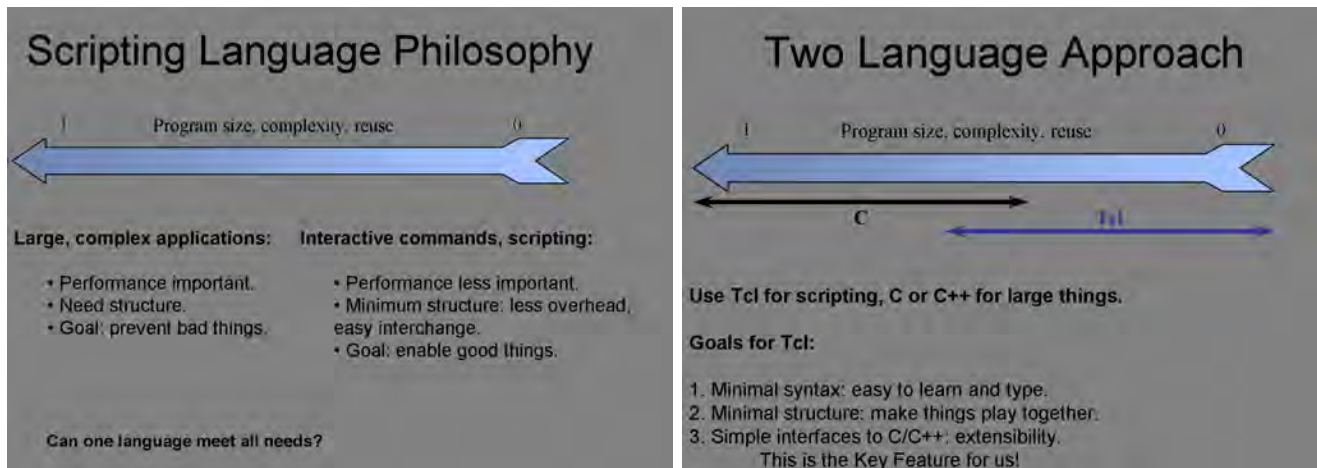 Scripting Language Philosophy
1 Program size, complexity, reuse 0
Large, complex applications:
• Performance important.
• Need structure.
• Goal: prevent bad things.
Interactive commands, scripting:
• Performance less important.
• Minimum structure: less overhead,
easy interchange.
• Goal: enable good things.
Can one language meet all needs?
Two Language Approach
1 Program size, complexity, reuse 0
C
Tcl
Use Tcl for scripting, C or C++ for large things.
Goals for Tcl:
1. Minimal syntax: easy to learn and type.
2. Minimal structure: make things play together.
3. Simple interfaces to C/C++: extensibility.
This is the Key Feature for us!